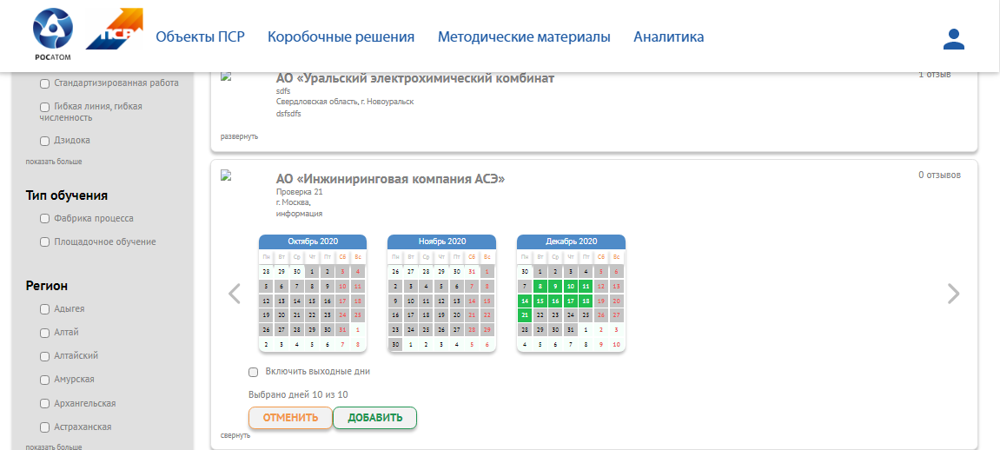 РОСАТОМ
ПСР
Объекты ПСР Коробочные решения Методические материалы Аналитика
Стандартизированная работа
Гибкая линия, гибкая
численность
Дзидока
показать больше
Тип обучения
Фабрика процесса
Площадочное обучение
Регион
Адыгея
Алтай
Алтайский
Амурская
Архангельская
Астраханская
показать больше
АО «Уральский электрохимический комбинат
1 отзыв
sdfs
Свердловская область, г. Новоуральск
dsfsdfs
развернуть
АО «Инжиниринговая компания АСЭ»
0 отзывов
Проверка 21
г. Москва,
информация
Октябрь 2020
Пн Вт Ср Чт Пт Сб Вс
28 29 30 1 2 3 4
5 6 7 8 9 10 11
12 13 14 15 16 17 18
19 20 21 22 23 24 25
26 27 28 29 30 31 1
2 3 4 5 6 7 8
Ноябрь 2020
Пн Вт Ср Чт Пт Сб Вс
26 27 28 29 30 31 1
2 3 4 5 6 7 8
9 10 11 12 13 14 15
16 17 18 19 20 21 22
23 24 25 26 27 28 29
30 1 2 3 4 5 6
Декабрь 2020
Пн Вт Ср Чт Пт Сб Вс
30 1 2 3 4 5 6
7 8 9 10 11 12 13
14 15 16 17 18 19 20
21 22 23 24 25 26 27
28 29 30 31 1 2 3
4 5 6 7 8 9 10
Включить выходные дни
Выбрано дней 10 из 10
ОТМЕНИТЬ ДОБАВИТЬ
свернуть